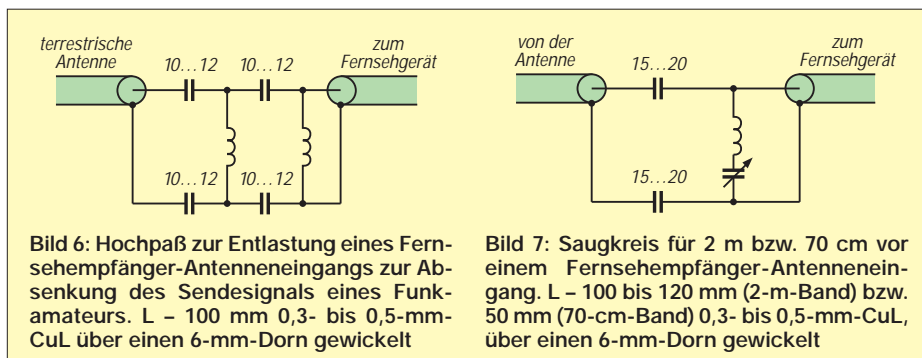 terrestrische
Antenne
10...12
10...12
zum
Fernsehgerät
10...12
10...12
Bild 6: Hochpaß zur Entlastung eines Fern-
sehempfänger-Antenneneingangs zur Ab-
senkung des Sendesignals eines Funk-
amateurs. L – 100 mm 0,3- bis 0,5-mm-
CuL über einen 6-mm-Dorn gewickelt
von der
Antenne
15...20
zum
Fernsehgerät
15...20
Bild 7: Saugkreis für 2 m bzw. 70 cm vor
einem Fernsehempfänger-Antennenein-
gang. L – 100 bis 120 mm (2-m-Band) bzw.
50 mm (70-cm-Band) 0,3- bis 0,5-mm-CuL,
über einen 6-mm-Dorn gewickelt